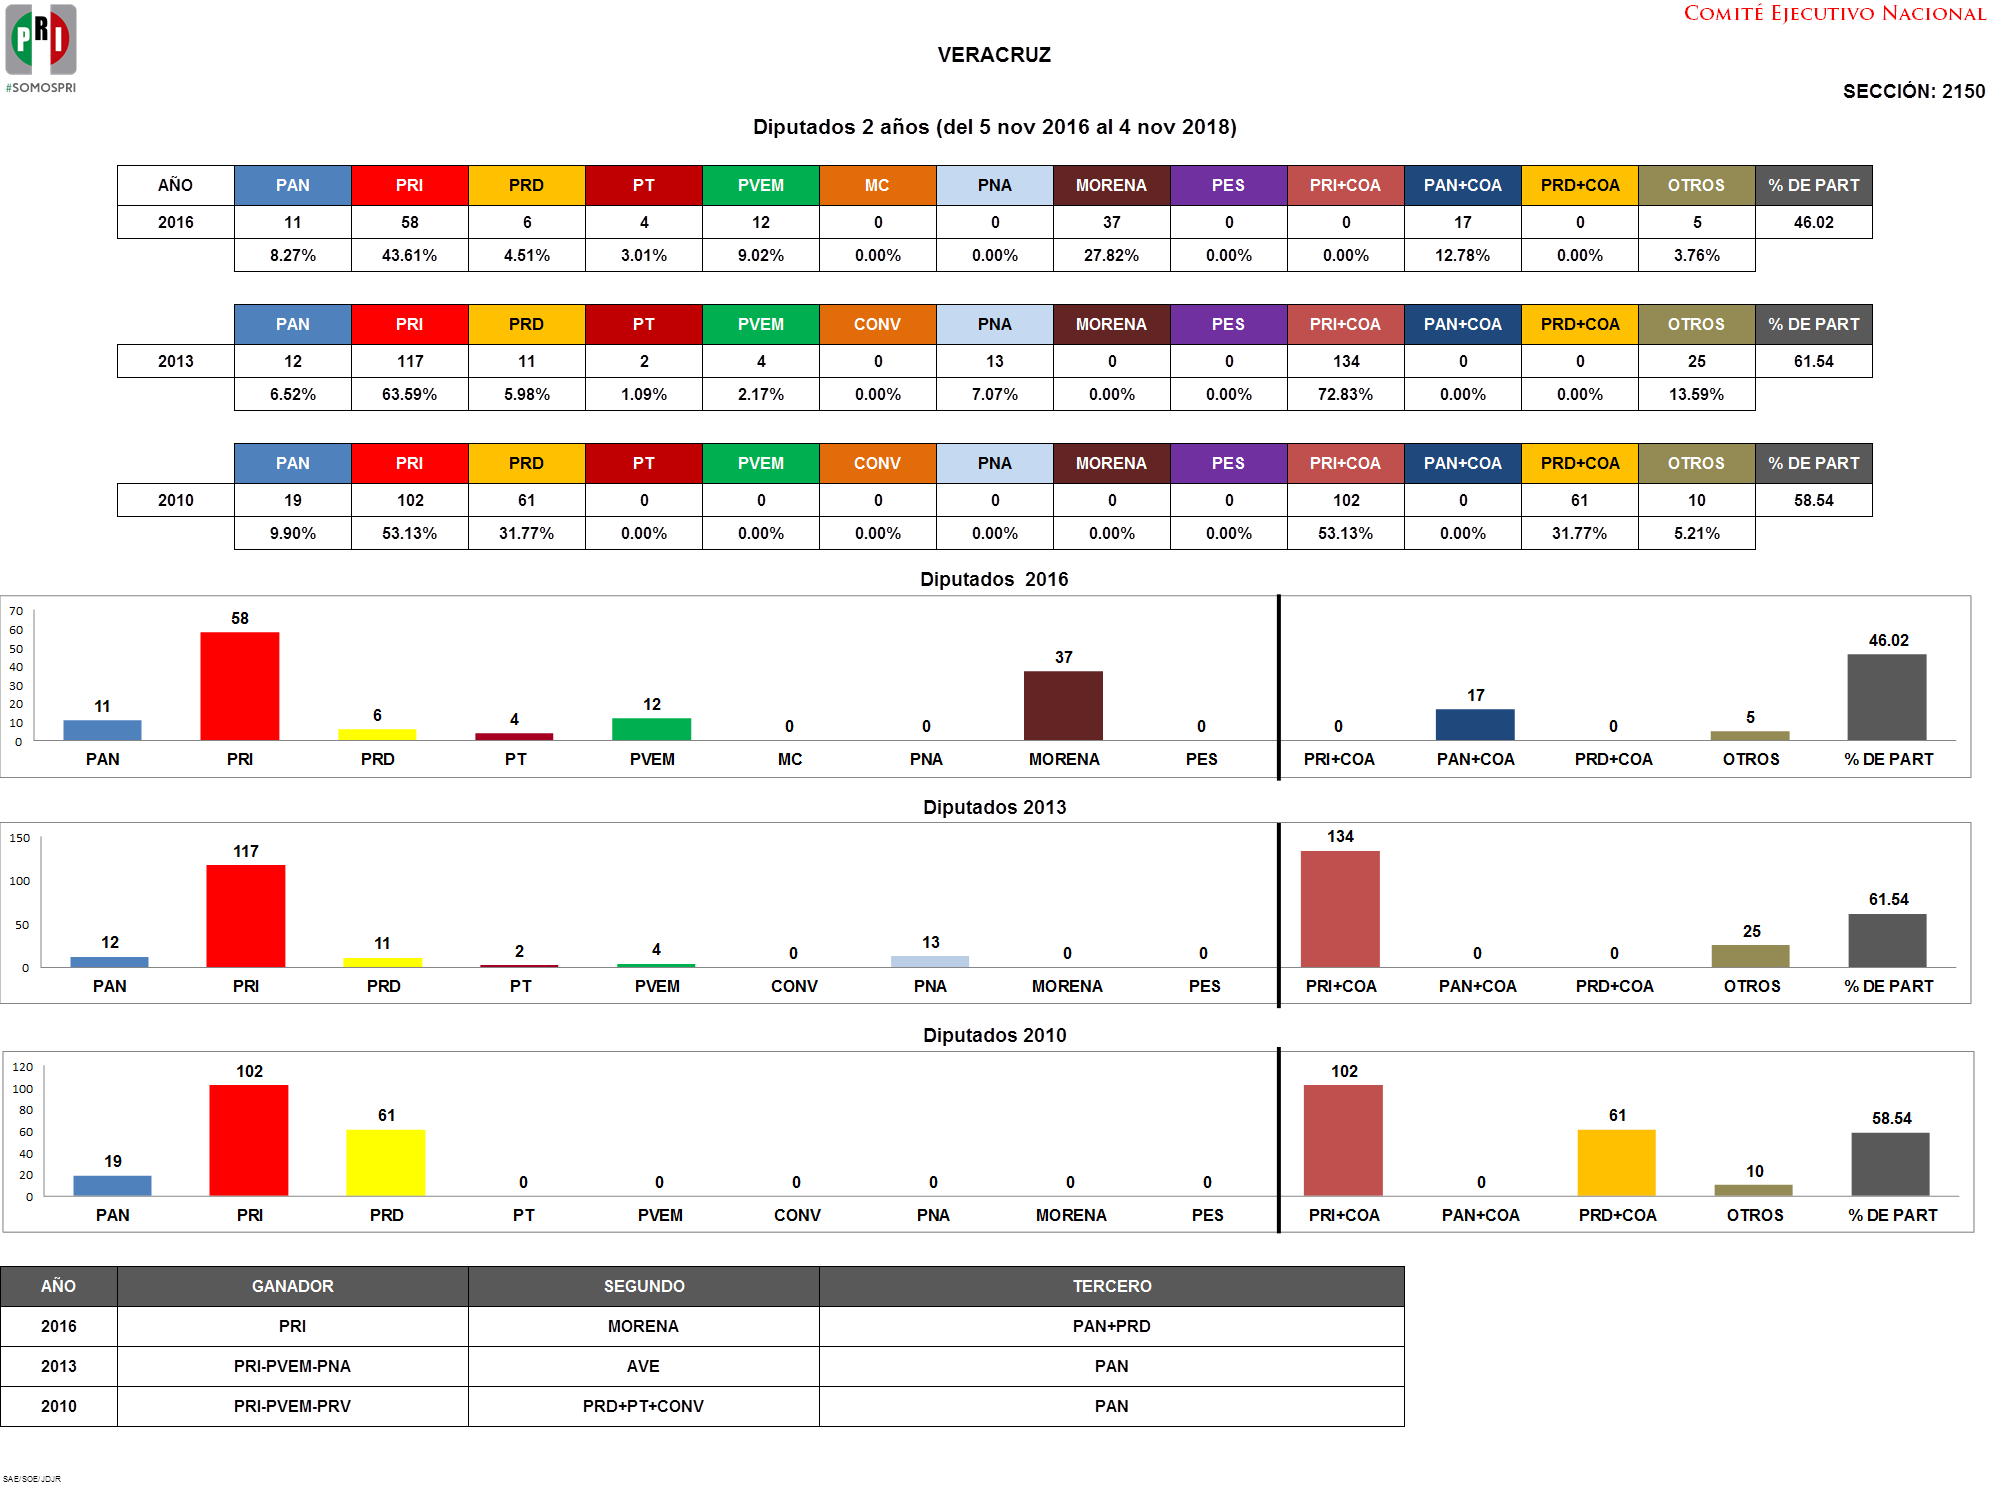 COMITÉ EJECUTIVO NACIONAL
PRI
#SOMOSPRI
VERACRUZ
SECCIÓN: 2150
Diputados 2 años (del 5 nov 2016 al 4 nov 2018)
AÑO PAN PRI PRD PT PVEM MC PNA MORENA PES PRI+COA PAN+COA PRD+COA OTROS % DE PART
2016 11 58 6 4 12 0 0 37 0 0 17 0 5 46.02
8.27% 43.61% 4.51% 3.01% 9.02% 0.00% 0.00% 27.82% 0.00% 0.00% 12.78% 0.00% 3.76%
PAN PRI PRD PT PVEM CONV PNA MORENA PES PRI+COA PAN+COA PRD+COA OTROS % DE PART
2013 12 117 11 2 4 0 13 0 0 134 0 0 25 61.54
6.52% 63.59% 5.98% 1.09% 2.17% 0.00% 7.07% 0.00% 0.00% 72.83% 0.00% 0.00% 13.59%
PAN PRI PRD PT PVEM CONV PNA MORENA PES PRI+COA PAN+COA PRD+COA OTROS % DE PART
2010 19 102 61 0 0 0 0 0 0 102 0 61 10 58.54
9.90% 53.13% 31.77% 0.00% 0.00% 0.00% 0.00% 0.00% 0.00% 53.13% 0.00% 31.77% 5.21%
Diputados 2016
70
60
50
40
30
20
10
0
11 58 6 4 12 0 0 37 0 0 17 0 5 46.02
PAN PRI PRD PT PVEM MC PNA MORENA PES PRI+COA PAN+COA PRD+COA OTROS % DE PART
Diputados 2013
150
100
50
0
12 117 11 2 4 0 13 0 0 134 0 0 25 61.54
PAN PRI PRD PT PVEM CONV PNA MORENA PES PRI+COA PAN+COA PRD+COA OTROS % DE PART
Diputados 2010
120
100
80
60
40
20
0
19 102 61 0 0 0 0 0 0 102 0 61 10 58.54
PAN PRI PRD PT PVEM CONV PNA MORENA PES PRI+COA PAN+COA PRD+COA OTROS % DE PART
AÑO GANADOR SEGUNDO TERCERO
2016 PRI MORENA PAN+PRD
2013 PRI-PVEM-PNA AVE PAN
2010 PRI-PVEM-PRV PRD+PT+CONV PAN
SAE/SOE/JDJR